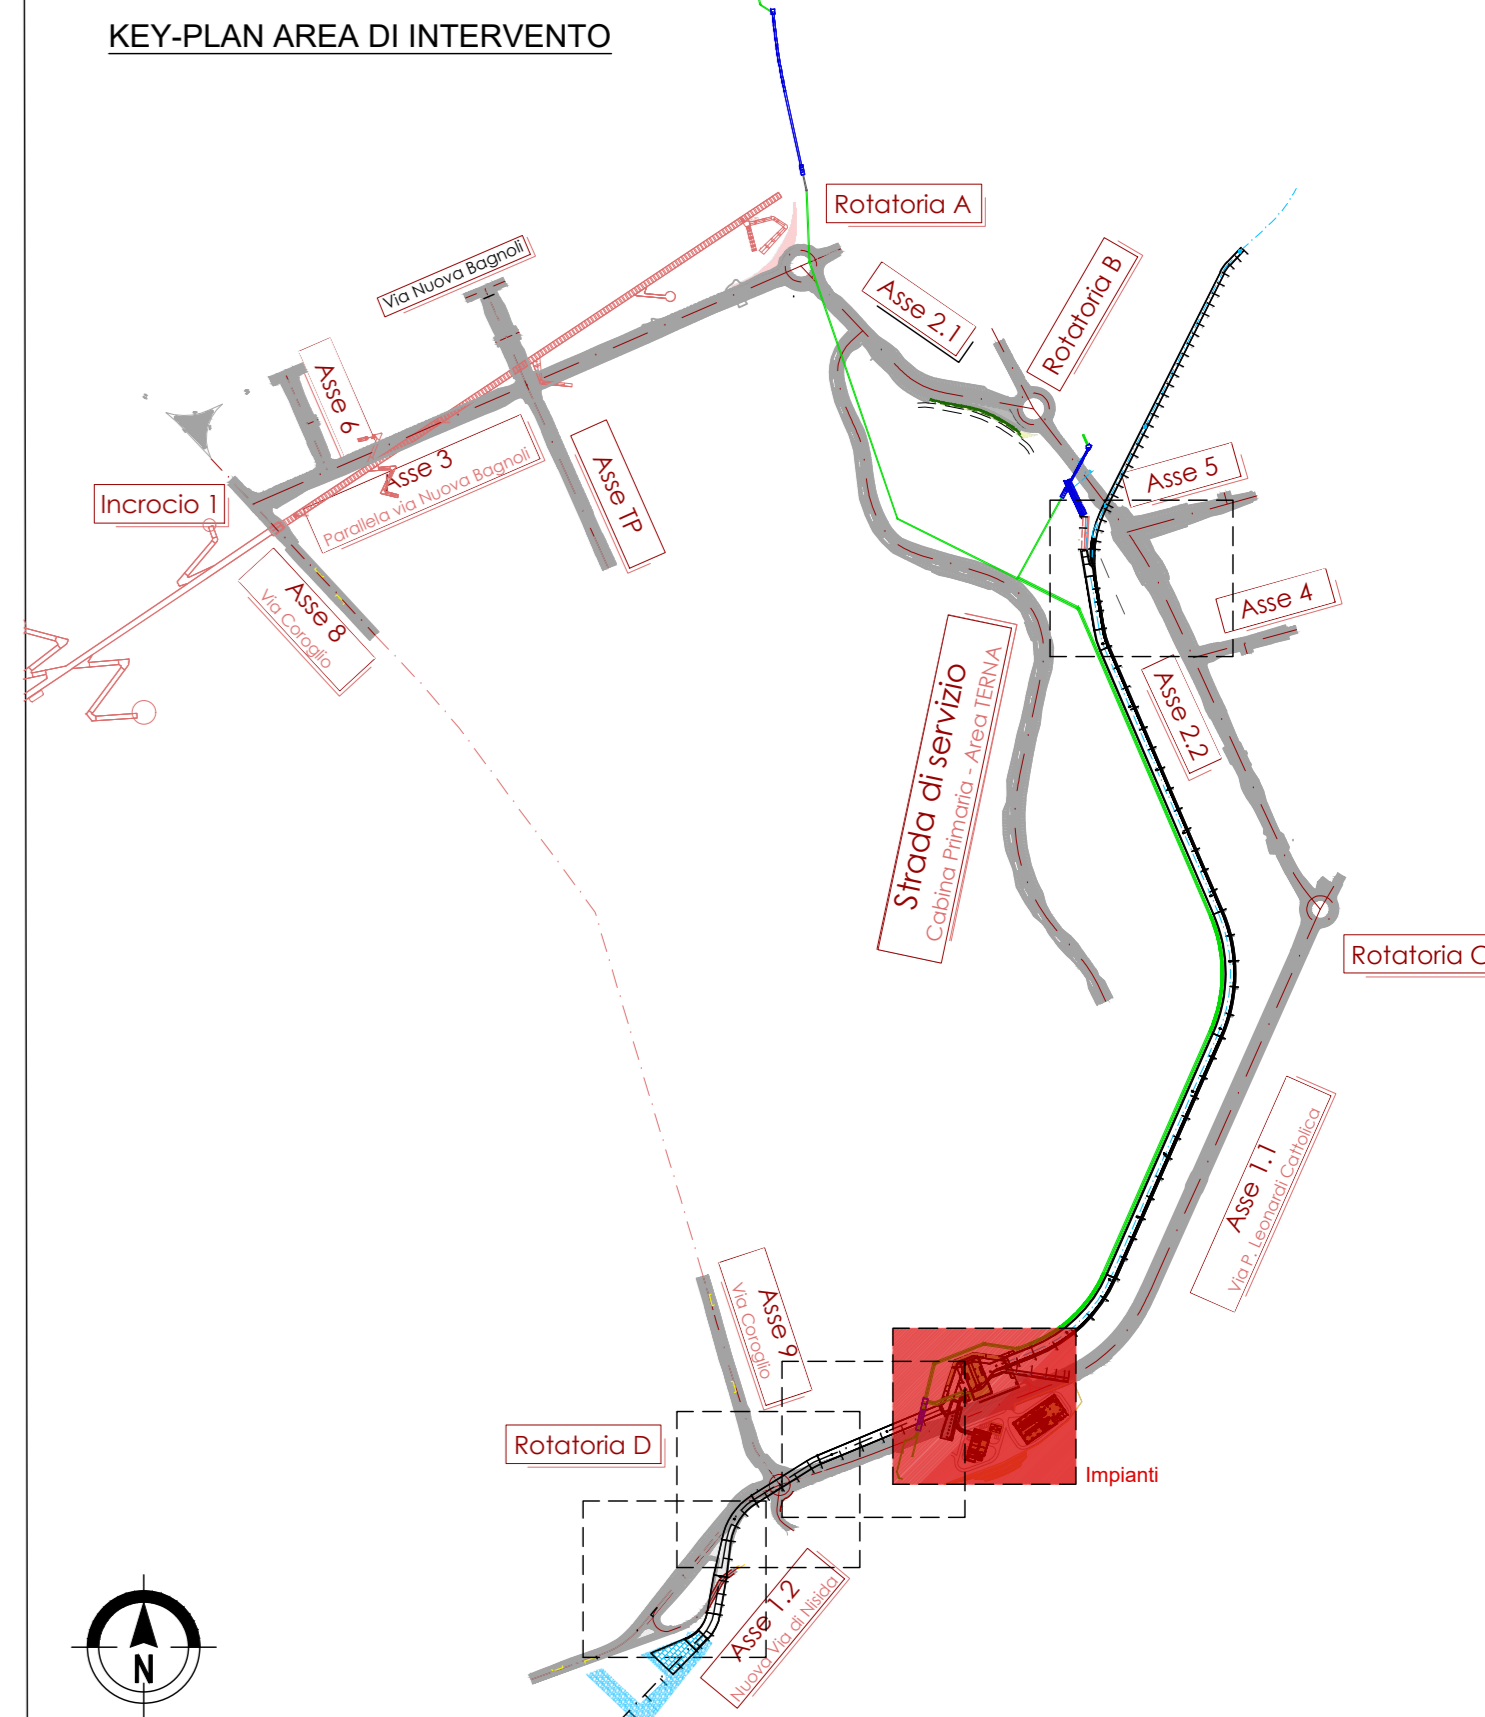 KEY-PLAN AREA DI INTERVENTO
Rotatoria A
Via Nuova Bagnoli
Asse 2.1
Rotatoria B
Asse 6
Asse 3
Parallela via Nuova Bagnoli
Asse TP
Asse 5
Incrocio 1
Asse 8
Via Coroglio
Asse 4
Strada di servizio
Cabina Primaria - Area TERNA
Asse 2.2
Rotatoria C
Asse 1.1
Via P. Leonardi Cattolica
Asse 9
Via Coroglio
Rotatoria D
Impianti
Asse 1.2
Nuova Via di Nisida
N